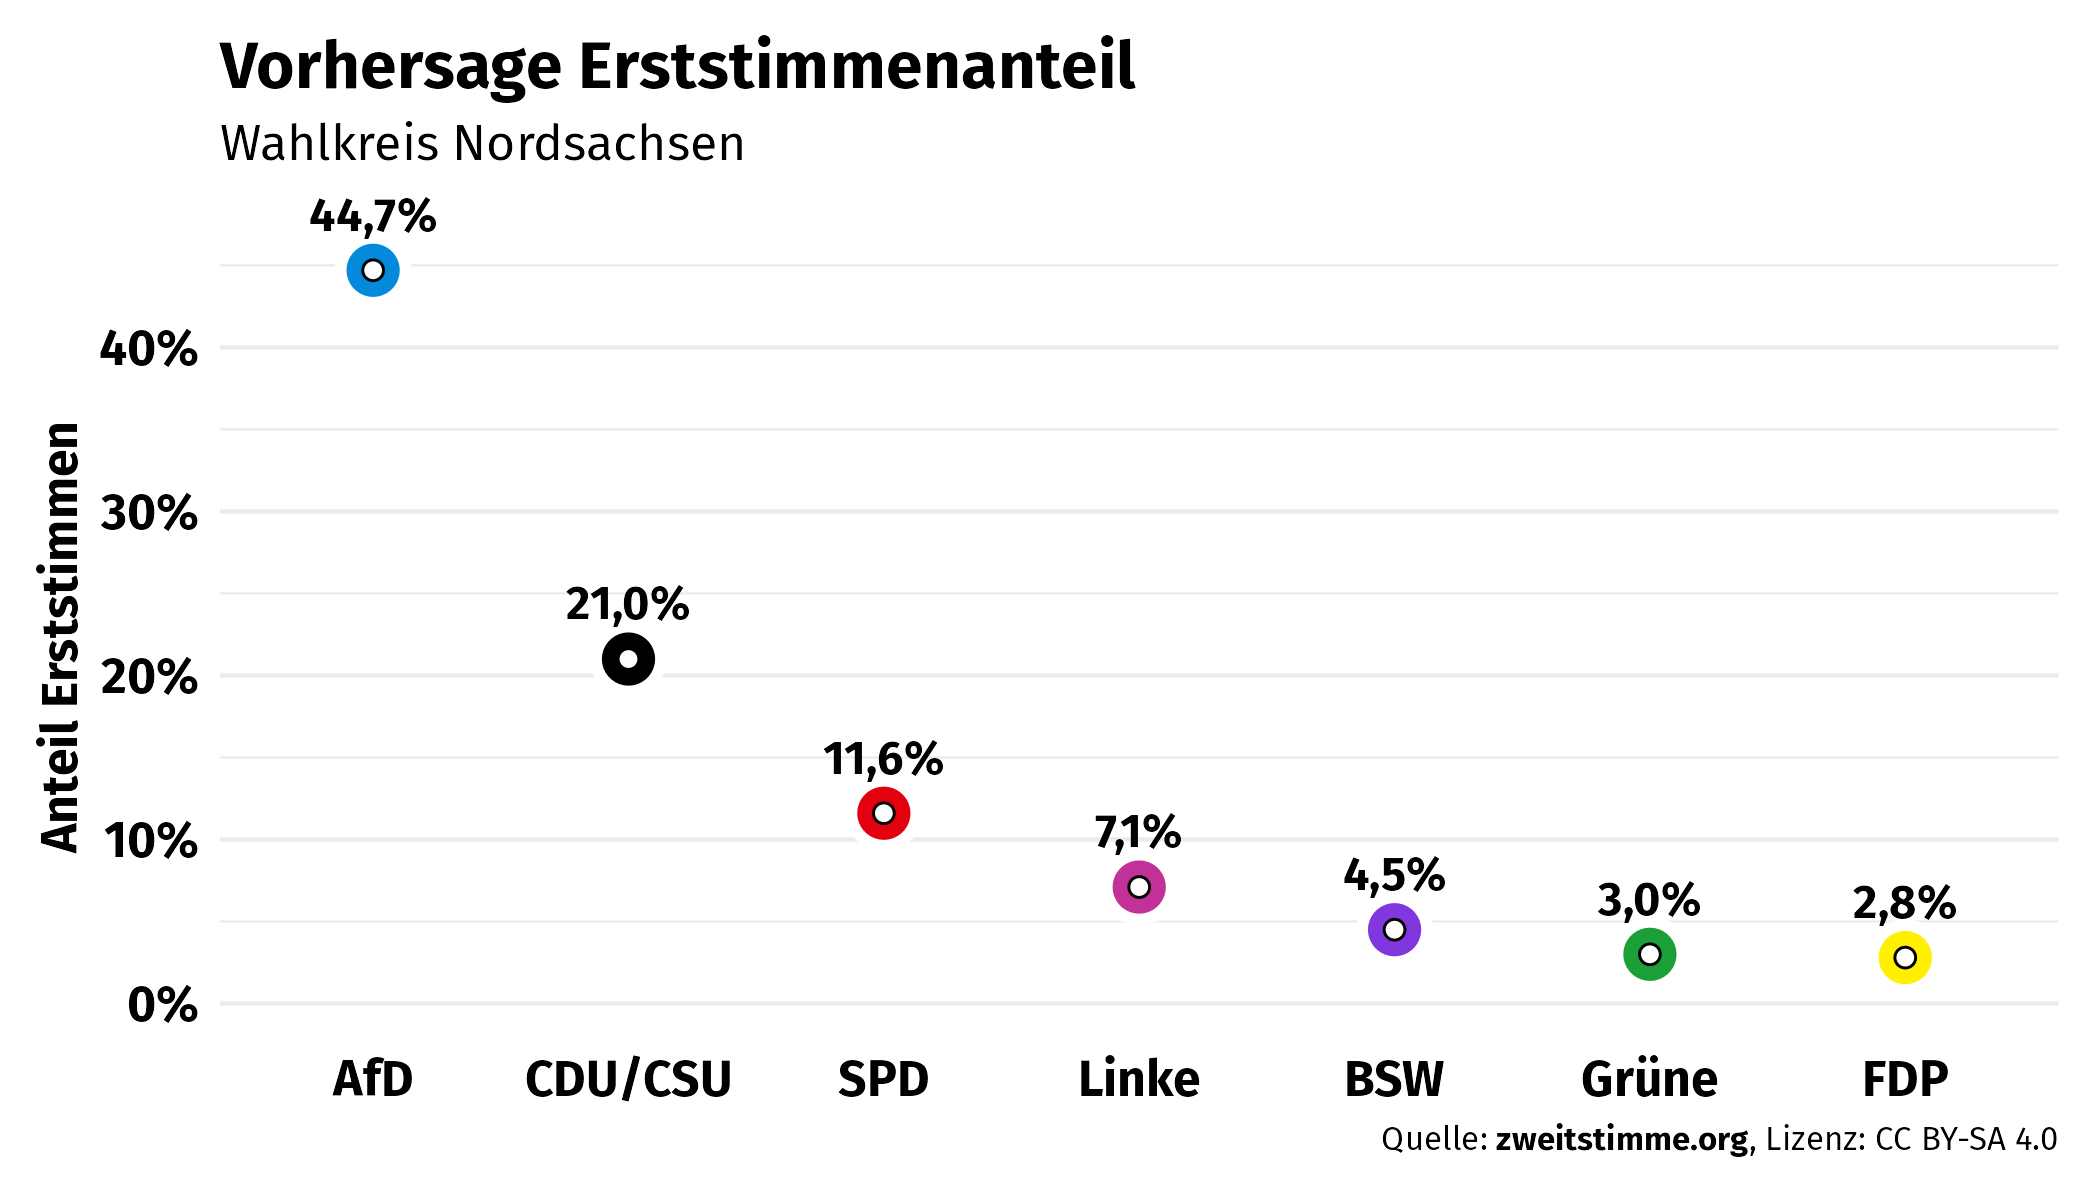 Vorhersage Erststimmenanteil
Wahlkreis Nordsachsen
44,7%
40%
30%
21,0%
20%
11,6%
7,1%
10%
4,5%
3,0%
2,8%
0%
Anteil Erststimmen
AfD CDU/CSU SPD Linke BSW Grüne FDP
Quelle: zweitstimme.org, Lizenz: CC BY-SA 4.0